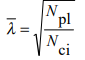 λ̅ = √(N_pl / N_ci)